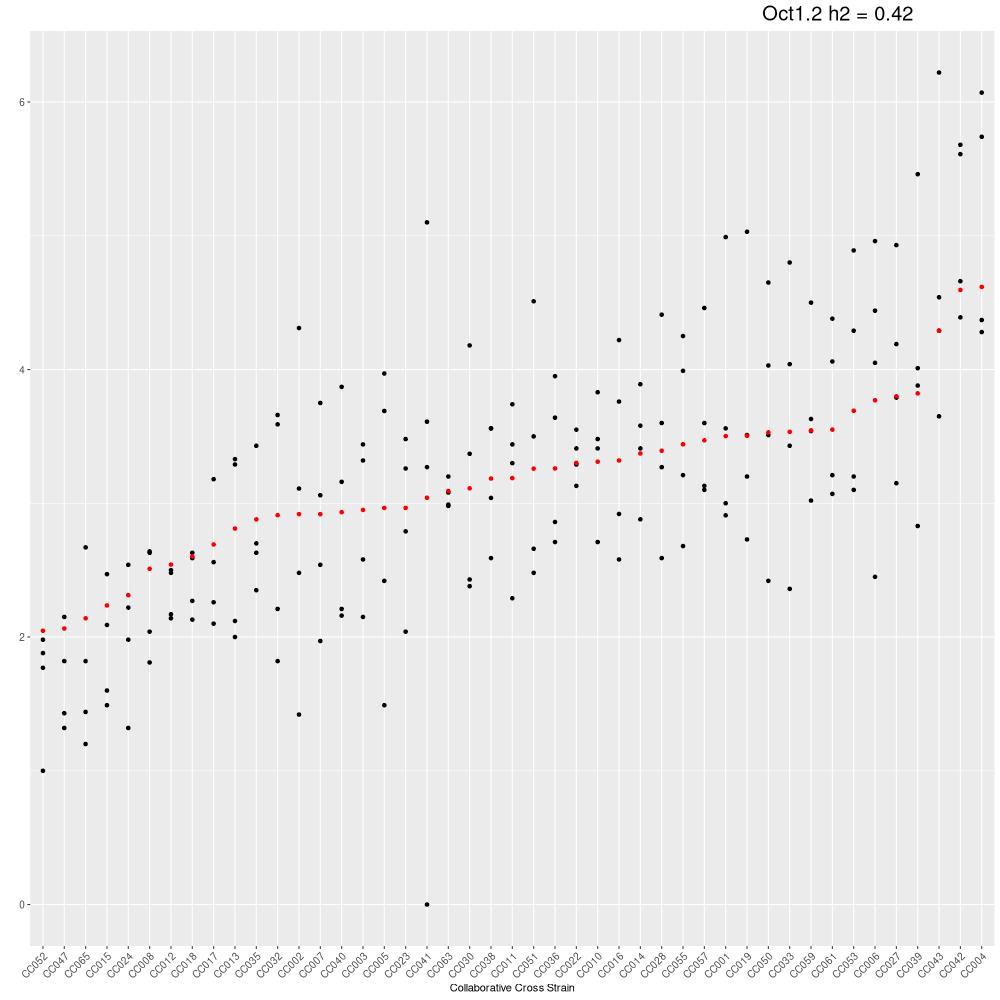 Oct1.2 h2 = 0.42
6
4
2
0
CC052 CC047 CC065 CC015 CC024 CC008 CC012 CC018 CC017 CC013 CC035 CC032 CC002 CC007 CC040 CC003 CC005 CC023 CC041 CC063 CC030 CC038 CC011 CC051 CC036 CC022 CC010 CC016 CC014 CC028 CC055 CC057 CC001 CC019 CC050 CC033 CC059 CC061 CC053 CC006 CC027 CC039 CC043 CC042 CC004
Collaborative Cross Strain